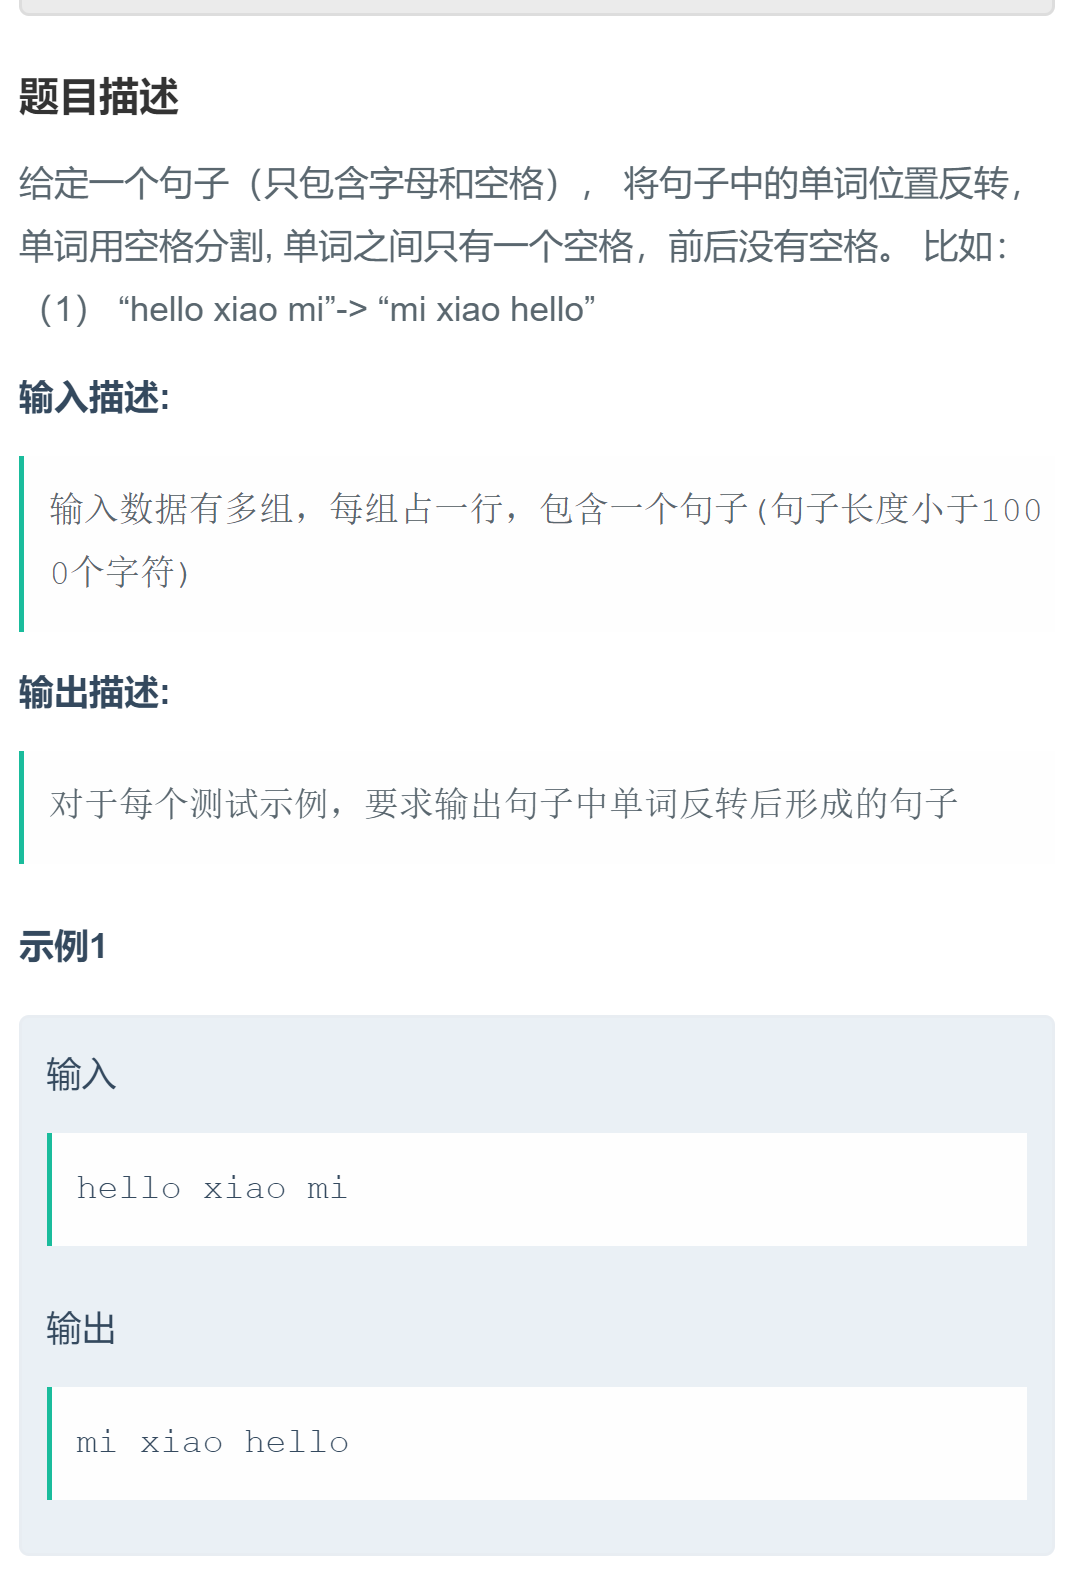 题目描述
给定一个句子（只包含字母和空格）， 将句子中的单词位置反转，
单词用空格分割, 单词之间只有一个空格，前后没有空格。 比如：
（1） “hello xiao mi”-> “mi xiao hello”
输入描述:
输入数据有多组，每组占一行，包含一个句子(句子长度小于100
0个字符)
输出描述:
对于每个测试示例，要求输出句子中单词反转后形成的句子
示例1
输入
hello xiao mi
输出
mi xiao hello